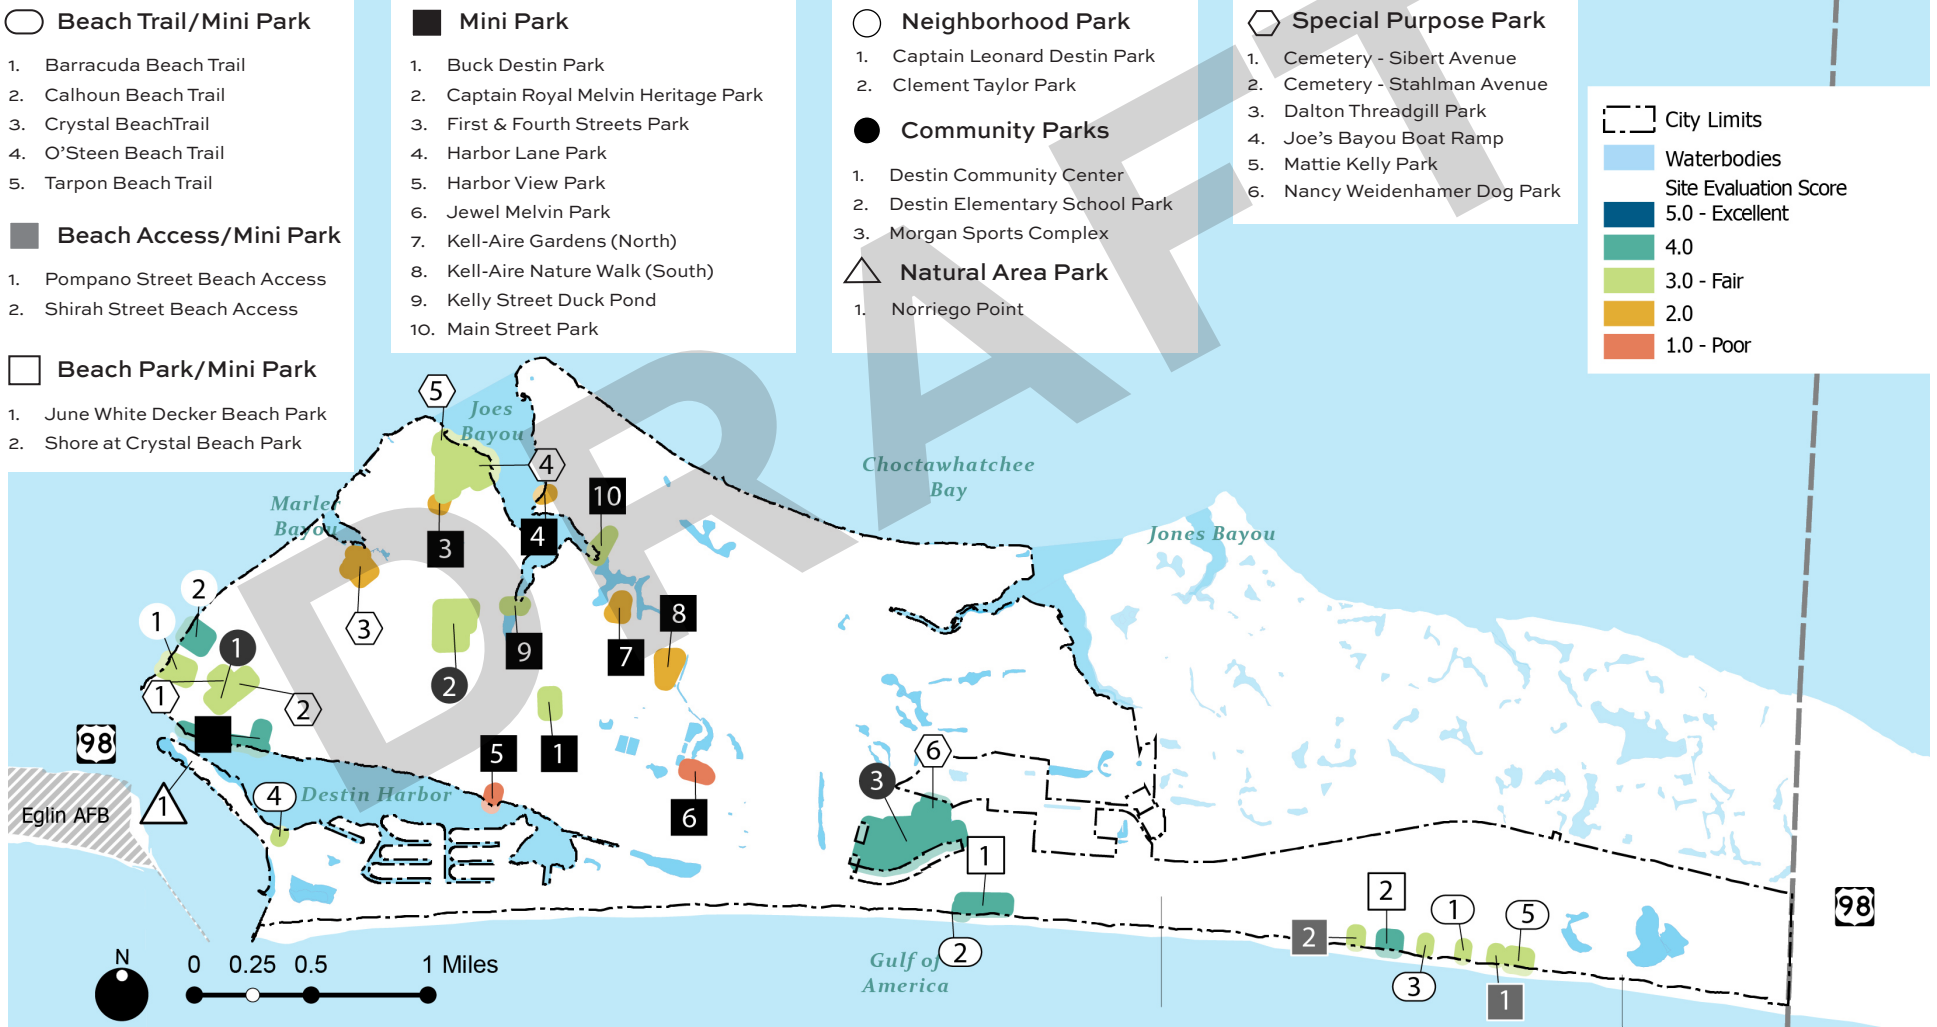 Beach Trail/Mini Park
1. Barracuda Beach Trail
2. Calhoun Beach Trail
3. Crystal BeachTrail
4. O'Steen Beach Trail
5. Tarpon Beach Trail
Beach Access/Mini Park
1. Pompano Street Beach Access
2. Shirah Street Beach Access
Beach Park/Mini Park
1. June White Decker Beach Park
2. Shore at Crystal Beach Park
Mini Park
1. Buck Destin Park
2. Captain Royal Melvin Heritage Park
3. First & Fourth Streets Park
4. Harbor Lane Park
5. Harbor View Park
6. Jewel Melvin Park
7. Kell-Aire Gardens (North)
8. Kell-Aire Nature Walk (South)
9. Kelly Street Duck Pond
10. Main Street Park
Neighborhood Park
1. Captain Leonard Destin Park
2. Clement Taylor Park
Community Parks
1. Destin Community Center
2. Destin Elementary School Park
3. Morgan Sports Complex
Natural Area Park
1. Norriego Point
Special Purpose Park
1. Cemetery - Sibert Avenue
2. Cemetery - Stahlman Avenue
3. Dalton Threadgill Park
4. Joe's Bayou Boat Ramp
5. Mattie Kelly Park
6. Nancy Weidenhamer Dog Park
City Limits
Waterbodies
Site Evaluation Score
5.0 - Excellent
4.0
3.0 - Fair
2.0
1.0 - Poor
DRAFT
5
Joes
Bayou
4
10
Choctawhatchee
Bay
Marler
Bayou
3
4
Jones Bayou
2
1
3
1
2
9
7
8
1
2
98
5
1
6
3
6
1
4
Destin Harbor
Eglin AFB
1
2
Gulf of
America
2
2
1
5
3
1
98
N
0 0.25 0.5 1 Miles